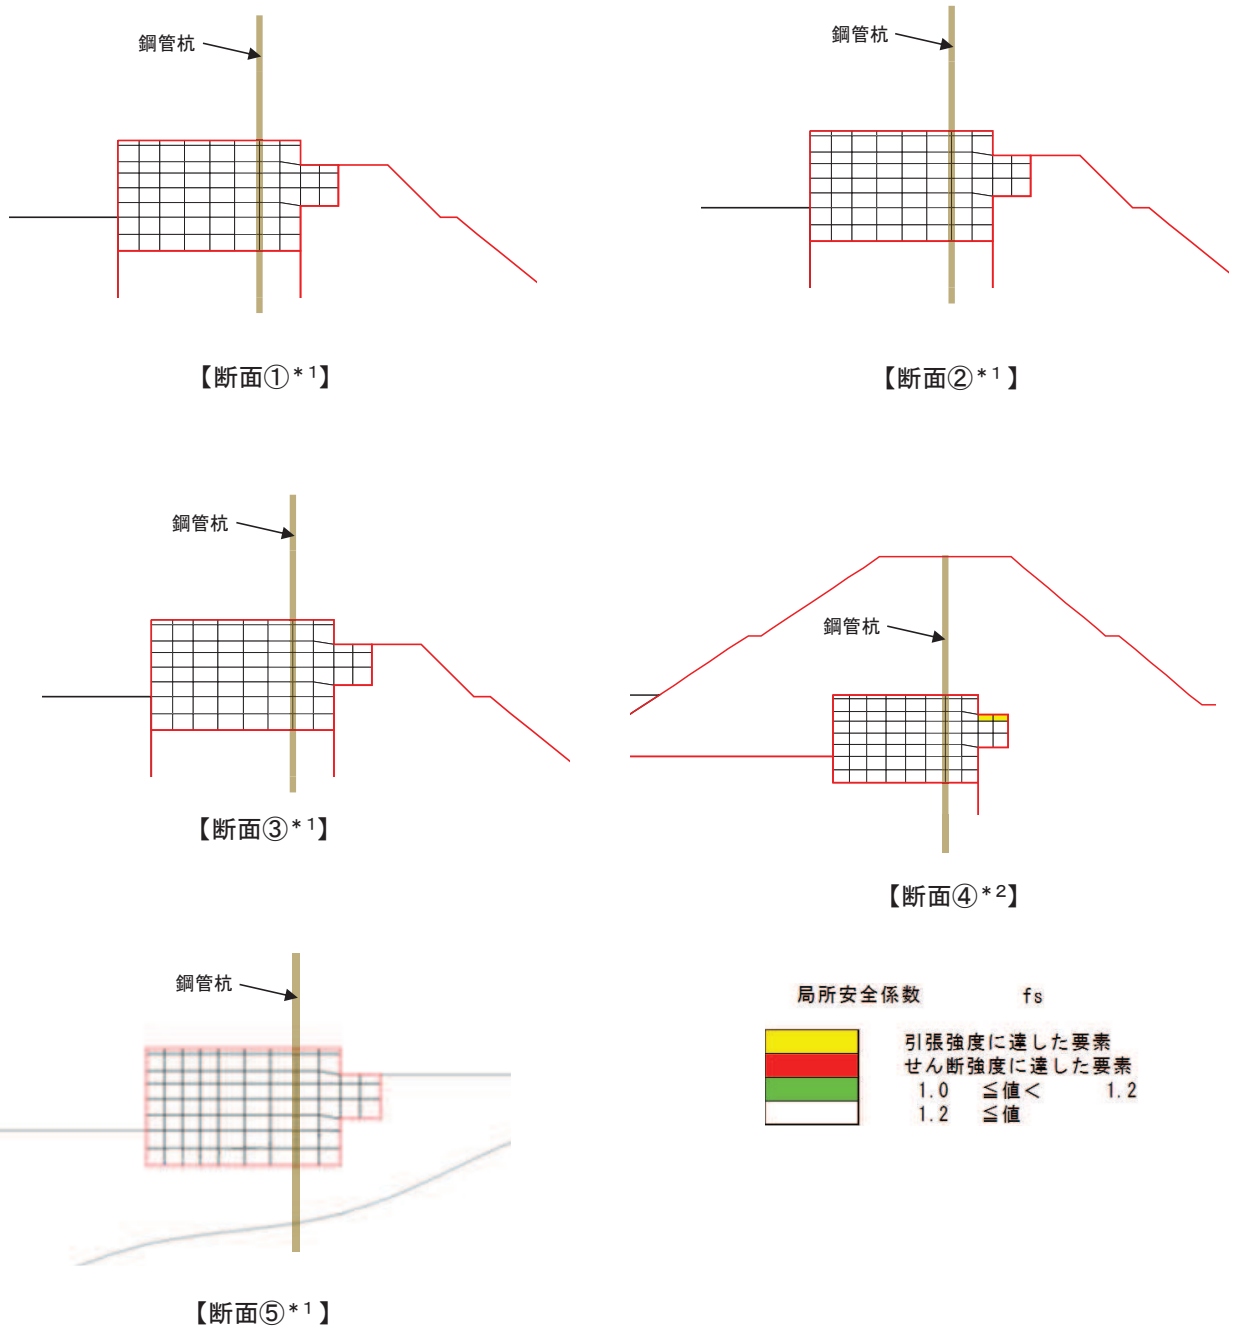 鋼管杭
鋼管杭
【断面①*1】
【断面②*1】
鋼管杭
鋼管杭
【断面③*1】
【断面④*2】
鋼管杭
局所安全係数 fs
引張強度に達した要素
せん断強度に達した要素
1.0 ≦値< 1.2
1.2 ≦値
【断面⑤*1】